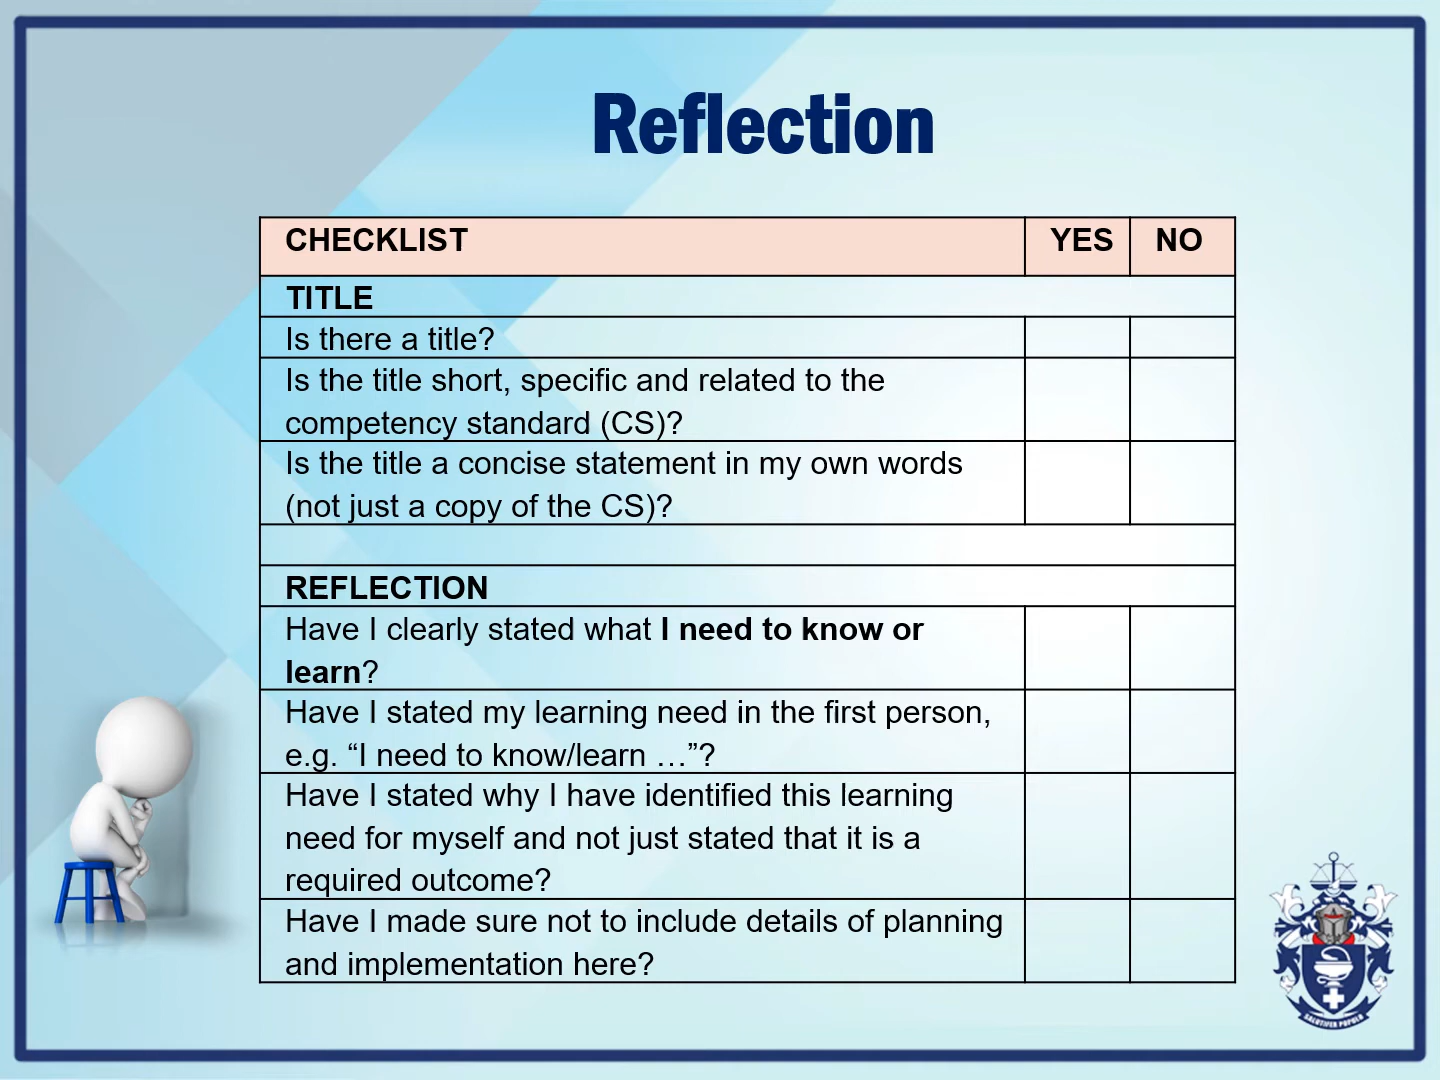 Reflection
CHECKLIST YES NO
TITLE
Is there a title?
Is the title short, specific and related to the
competency standard (CS)?
Is the title a concise statement in my own words
(not just a copy of the CS)?
REFLECTION
Have I clearly stated what I need to know or
learn?
Have I stated my learning need in the first person,
e.g. “I need to know/learn …”?
Have I stated why I have identified this learning
need for myself and not just stated that it is a
required outcome?
Have I made sure not to include details of planning
and implementation here?
SALUTIFER POPULO